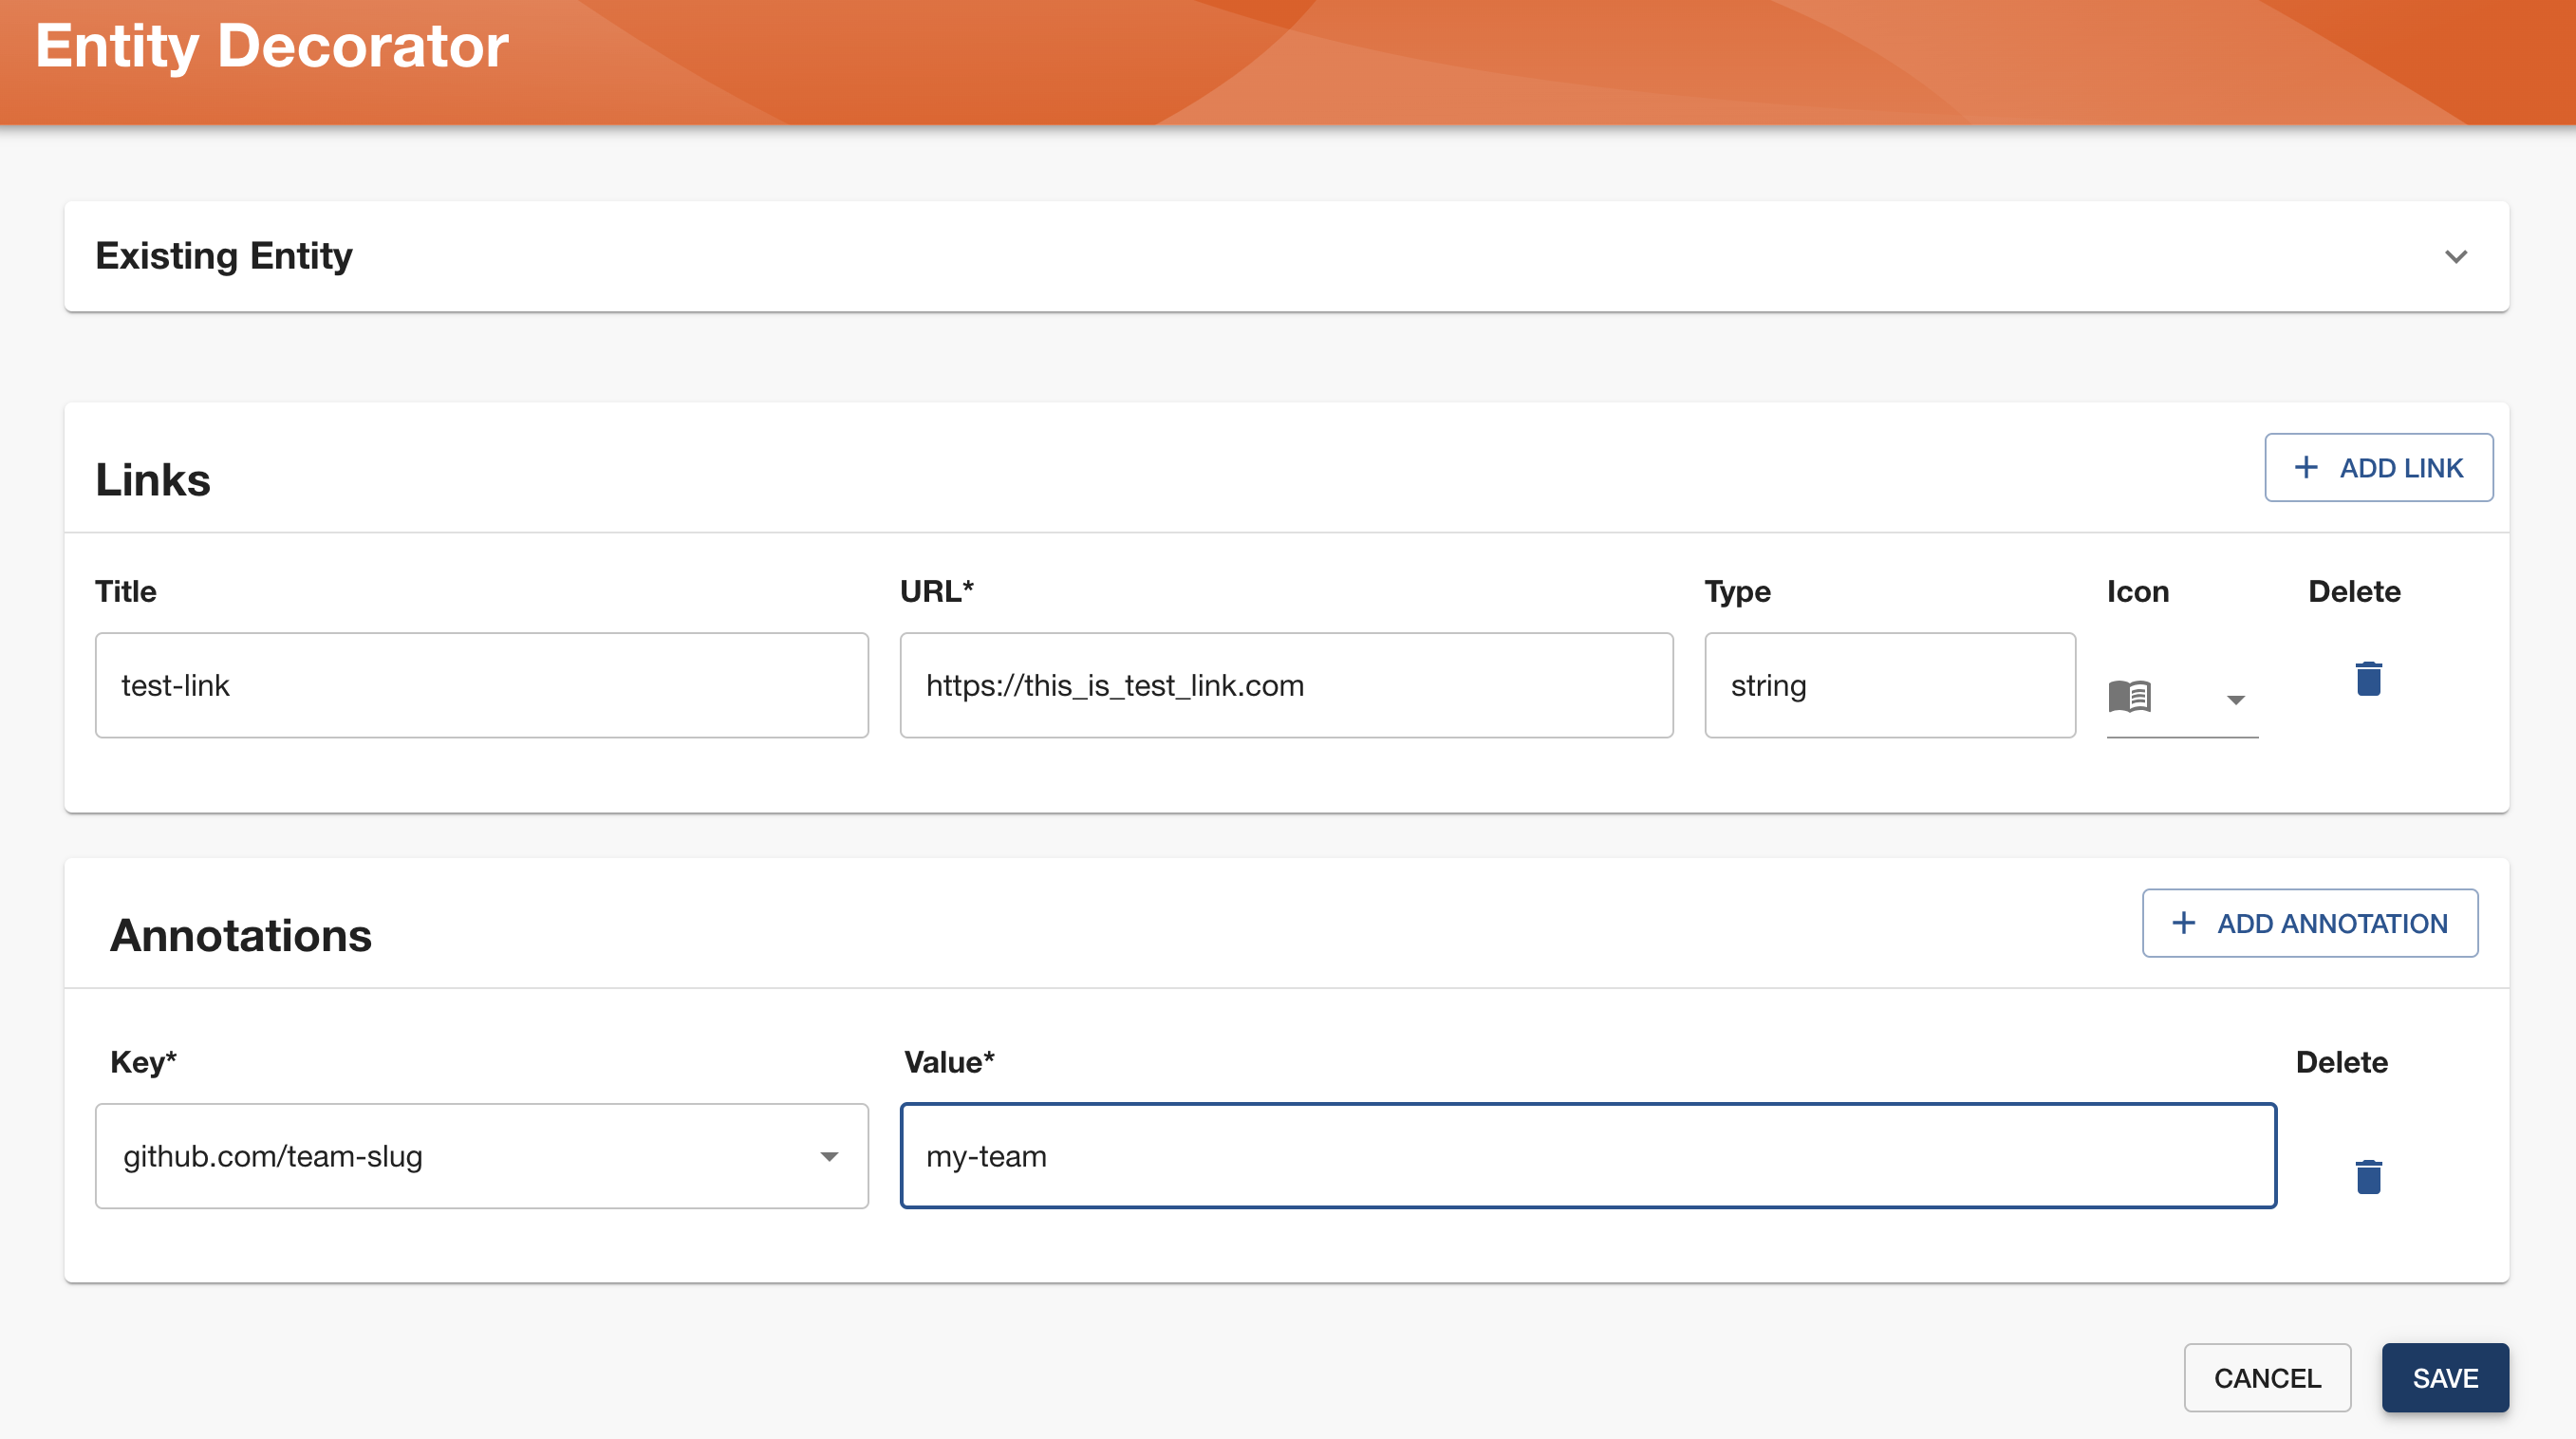 Entity Decorator
Existing Entity
Links
ADD LINK
Title URL* Type Icon Delete
test-link https://this_is_test_link.com string
Annotations
ADD ANNOTATION
Key* Value* Delete
github.com/team-slug my-team
CANCEL SAVE